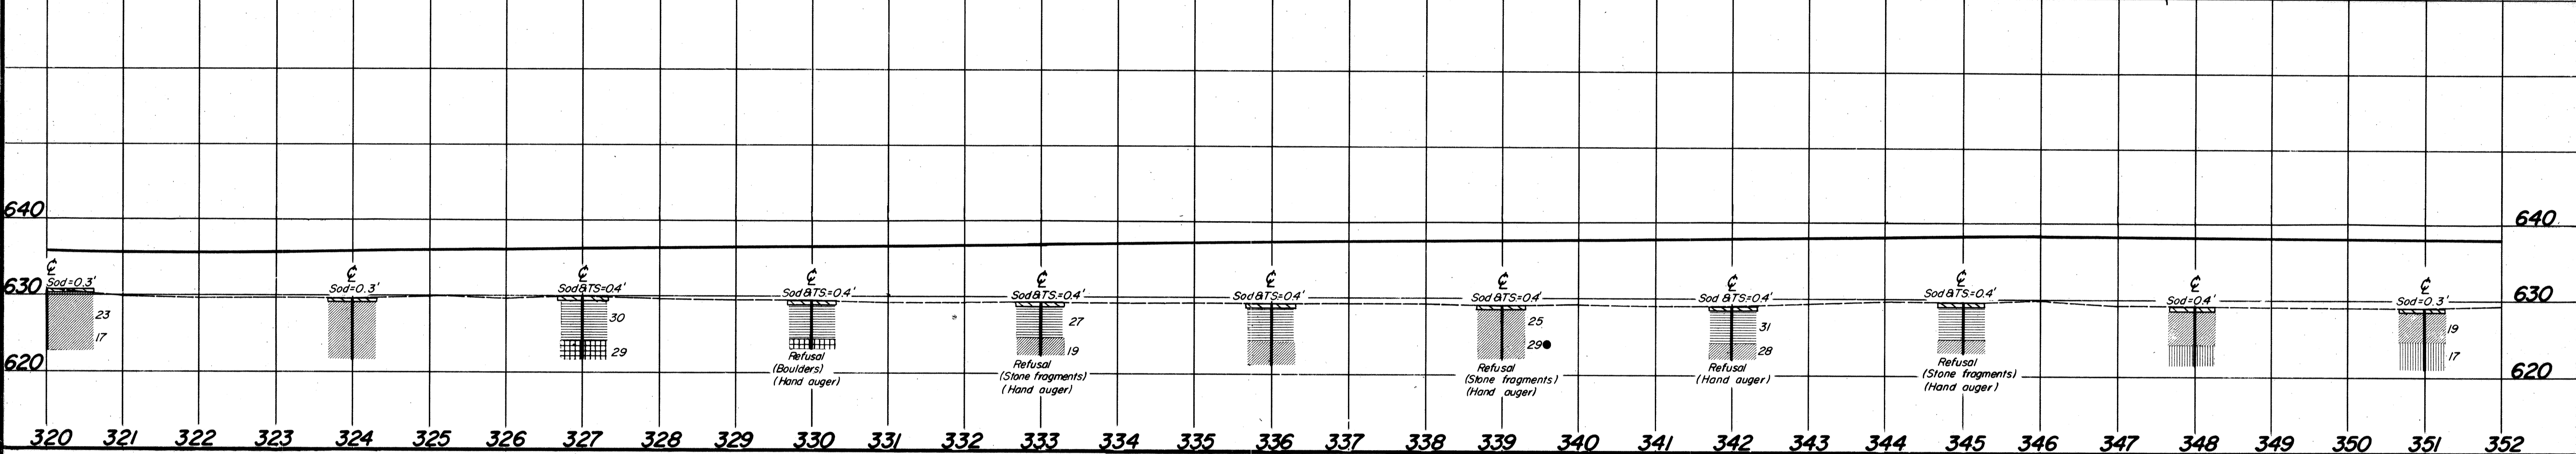 640
640
℄
Sod=0.3'
℄
Sod=0.3'
℄
Sod & TS=0.4'
℄
Sod & TS=0.4'
℄
Sod & TS=0.4'
℄
Sod & TS=0.4'
℄
Sod & TS=0.4'
℄
Sod & TS=0.4'
℄
Sod & TS=0.4'
℄
Sod=0.4'
℄
Sod=0.3'
630
630
23
17
30
29
27
19
25
29
31
28
19
17
Refusal
(Boulders)
(Hand auger)
Refusal
(Stone fragments)
(Hand auger)
Refusal
(Stone fragments)
(Hand auger)
Refusal
(Hand auger)
Refusal
(Stone fragments)
(Hand auger)
620
620
320 321 322 323 324 325 326 327 328 329 330 331 332 333 334 335 336 337 338 339 340 341 342 343 344 345 346 347 348 349 350 351 352